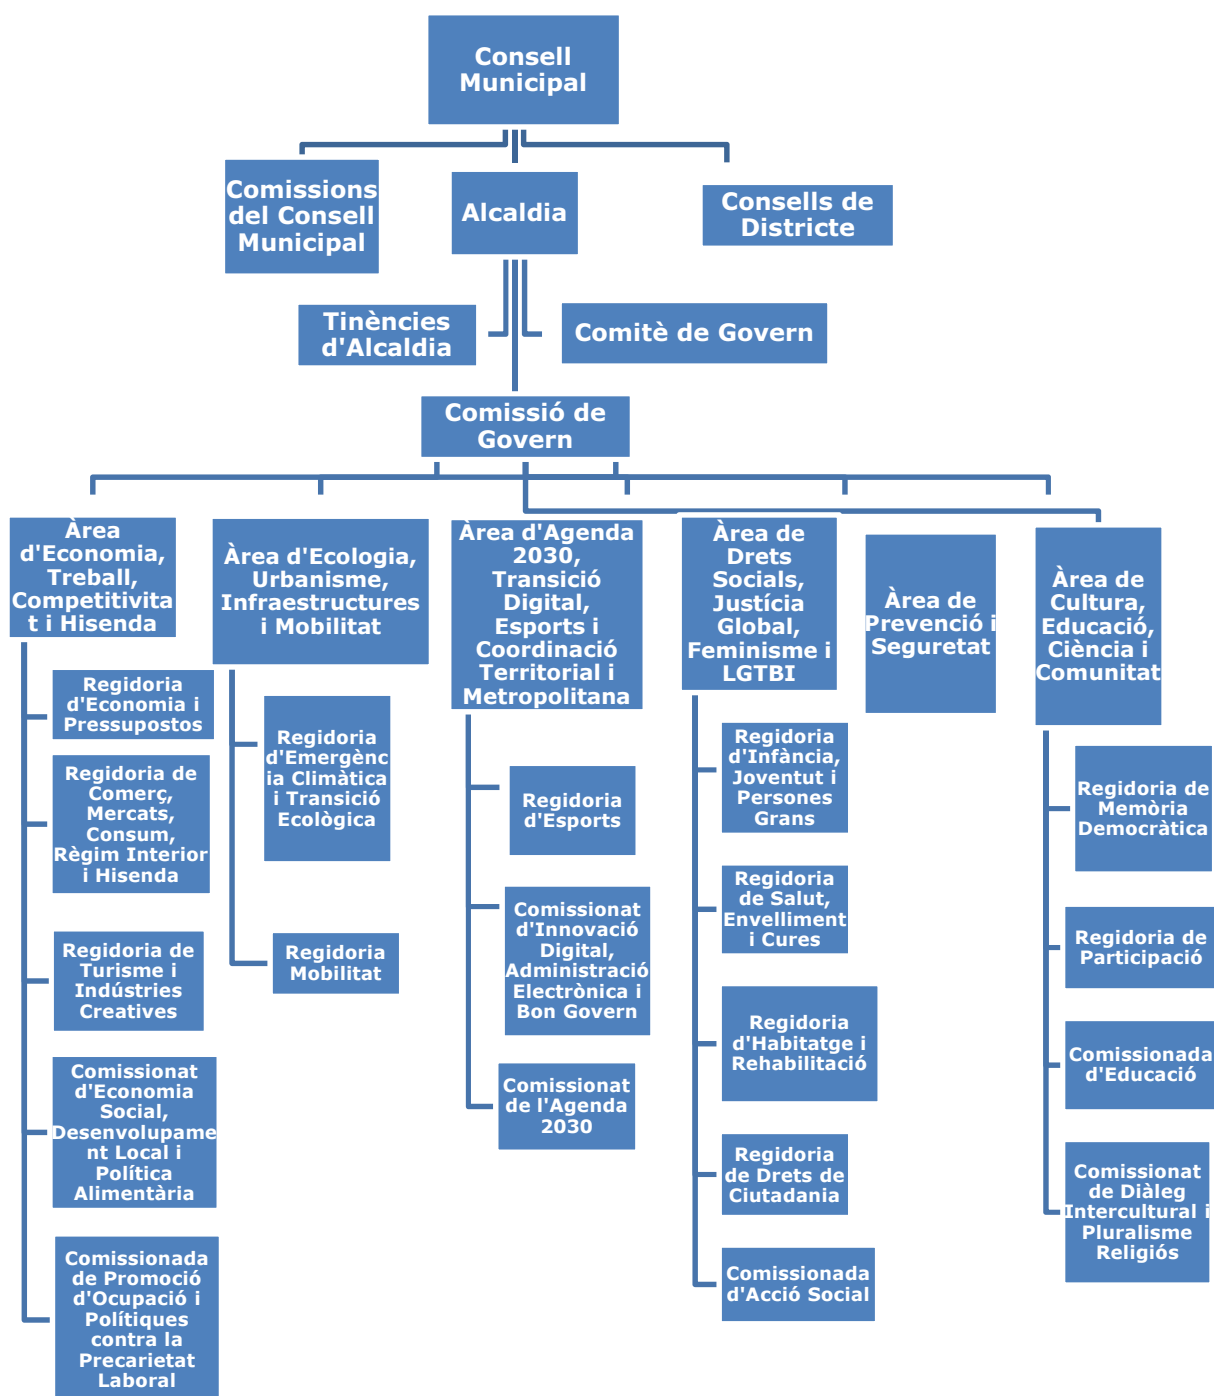 Consell
Municipal
Comissions
del Consell
Municipal
Alcaldia
Consells de
Districte
Tinències
d'Alcaldia
Comitè de Govern
Comissió de
Govern
Àrea
d'Economia,
Treball,
Competitivita
t i Hisenda
Regidoria
d'Economia i
Pressupostos
Regidoria de
Comerç,
Mercats,
Consum,
Règim Interior
i Hisenda
Regidoria de
Turisme i
Indústries
Creatives
Comissionat
d'Economia
Social,
Desenvolupame
nt Local i
Política
Alimentària
Comissionada
de Promoció
d'Ocupació i
Polítiques
contra la
Precarietat
Laboral
Àrea d'Ecologia,
Urbanisme,
Infraestructures
i Mobilitat
Regidoria
d'Emergènc
ia Climàtica
i Transició
Ecològica
Regidoria
Mobilitat
Àrea d'Agenda
2030,
Transició
Digital,
Esports i
Coordinació
Territorial i
Metropolitana
Regidoria
d'Esports
Comissionat
d'Innovació
Digital,
Administració
Electrònica i
Bon Govern
Comissionat
de l'Agenda
2030
Àrea de
Drets
Socials,
Justícia
Global,
Feminisme i
LGTBI
Regidoria
d'Infància,
Joventut i
Persones
Grans
Regidoria
de Salut,
Envelliment
i Cures
Regidoria
d'Habitatge i
Rehabilitació
Regidoria
de Drets de
Ciutadania
Comissionada
d'Acció Social
Àrea de
Prevenció i
Seguretat
Àrea de
Cultura,
Educació,
Ciència i
Comunitat
Regidoria de
Memòria
Democràtica
Regidoria de
Participació
Comissionada
d'Educació
Comissionat
de Diàleg
Intercultural i
Pluralisme
Religiós